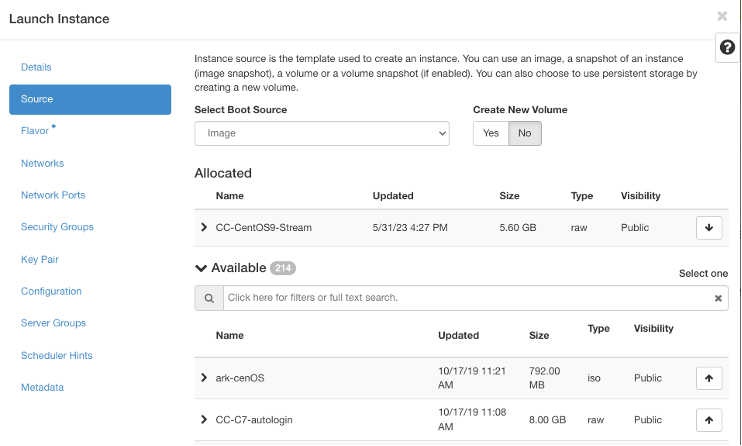 Launch Instance
×
?
Details
Source
Flavor *
Networks
Network Ports
Security Groups
Key Pair
Configuration
Server Groups
Scheduler Hints
Metadata
Instance source is the template used to create an instance. You can use an image, a snapshot of an instance
(image snapshot), a volume or a volume snapshot (if enabled). You can also choose to use persistent storage by
creating a new volume.
Select Boot Source
Create New Volume
Image
Yes No
Allocated
Name Updated Size Type Visibility
CC-CentOS9-Stream 5/31/23 4:27 PM 5.60 GB raw Public
Available 214
Select one
Click here for filters or full text search.
Name Updated Size Type Visibility
ark-cenOS 10/17/19 11:21 AM 792.00 MB iso Public
CC-C7-autologin 10/17/19 11:08 AM 8.00 GB raw Public